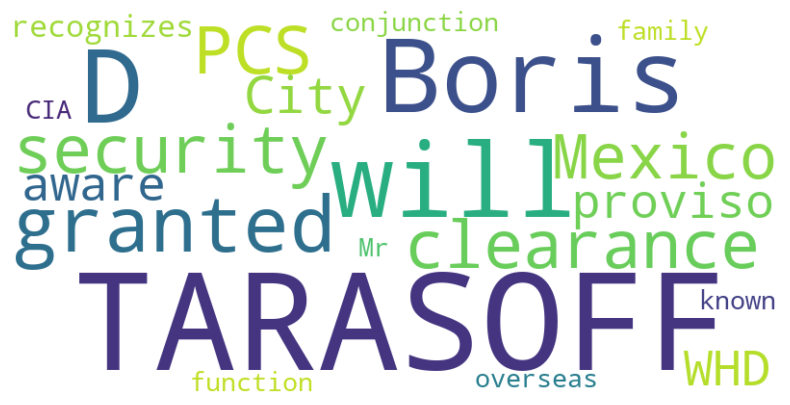 recognizes PCS conjunction family
D City Boris
CIA
security will Mexico
aware proviso
granted Mr clearance
TARASOFF known
function overseas WHD